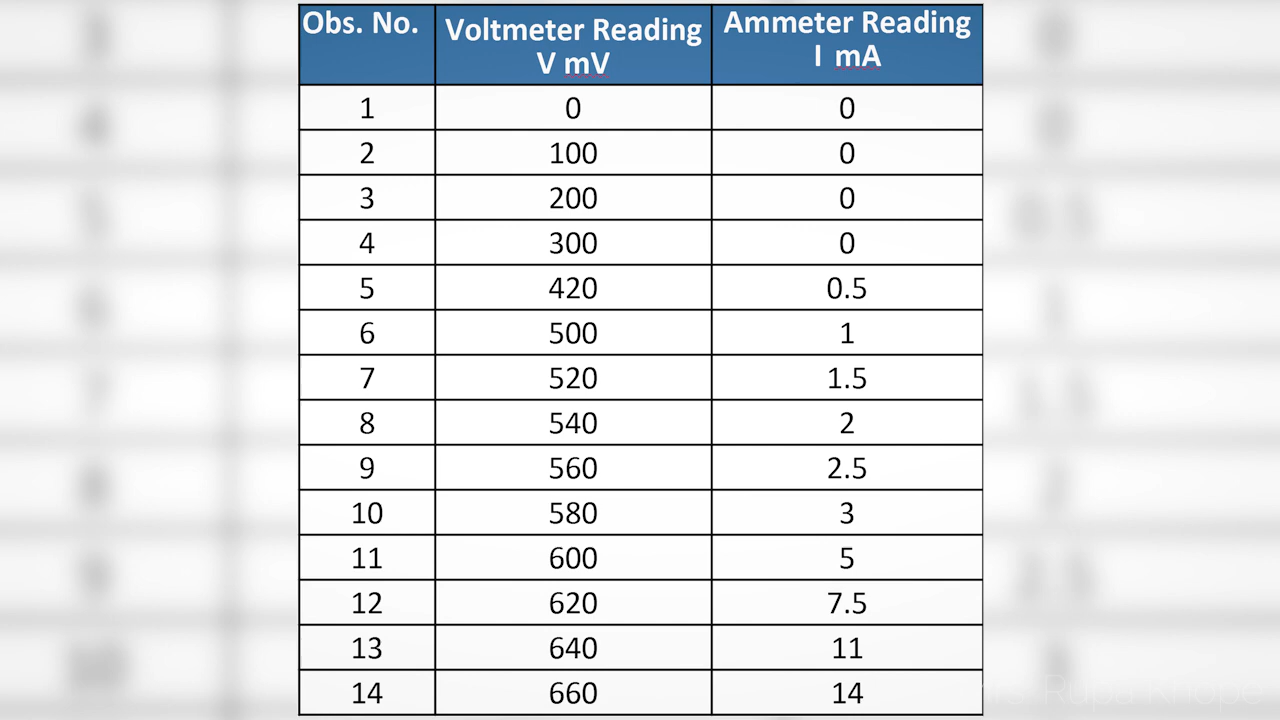 Obs. No. Voltmeter Reading V mV Ammeter Reading I mA
1 0 0
2 100 0
3 200 0
4 300 0
5 420 0.5
6 500 1
7 520 1.5
8 540 2
9 560 2.5
10 580 3
11 600 5
12 620 7.5
13 640 11
14 660 14